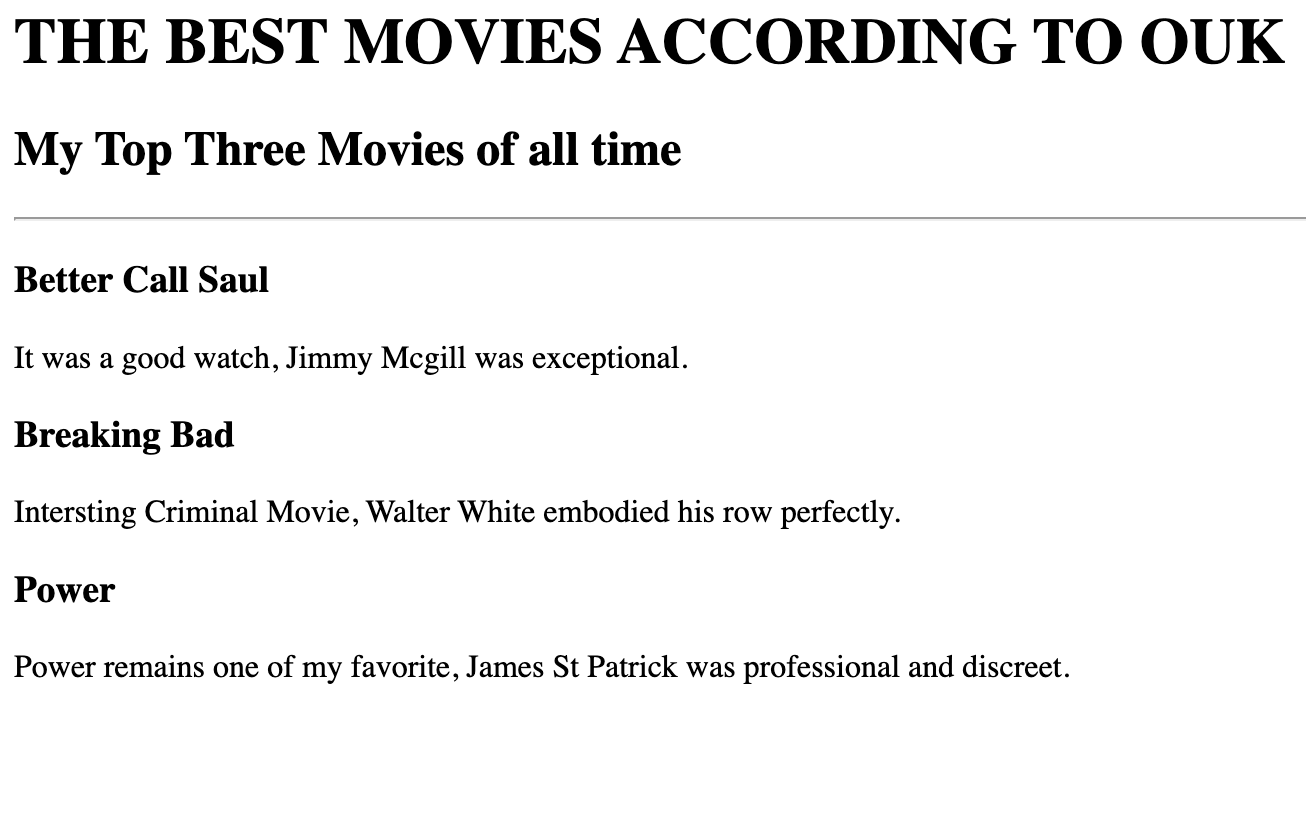 THE BEST MOVIES ACCORDING TO OUK
My Top Three Movies of all time
Better Call Saul
It was a good watch, Jimmy Mcgill was exceptional.
Breaking Bad
Intersting Criminal Movie, Walter White embodied his row perfectly.
Power
Power remains one of my favorite, James St Patrick was professional and discreet.